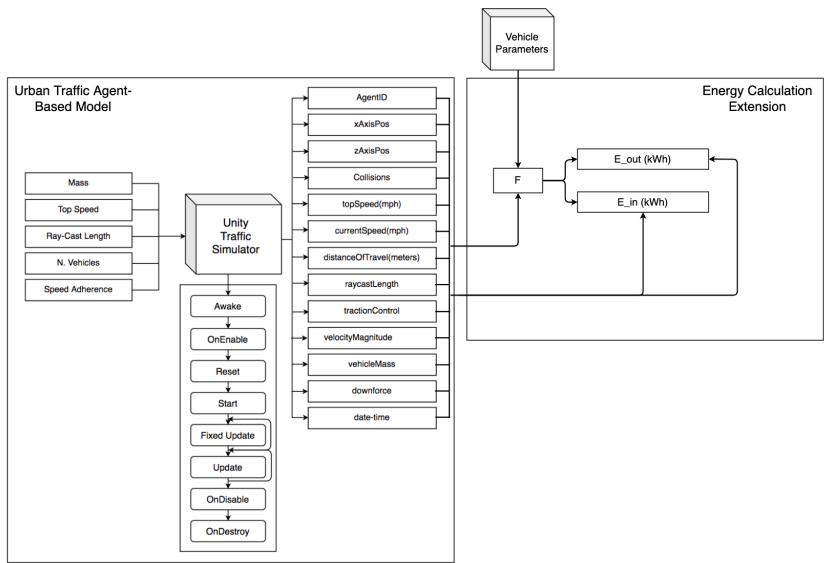 Vehicle
Parameters
Urban Traffic Agent-
Based Model
Energy Calculation
Extension
Mass
Top Speed
Ray-Cast Length
N. Vehicles
Speed Adherence
Unity
Traffic
Simulator
Awake
OnEnable
Reset
Start
Fixed Update
Update
OnDisable
OnDestroy
AgentID
xAxisPos
zAxisPos
Collisions
topSpeed(mph)
currentSpeed(mph)
distanceOfTravel(meters)
raycastLength
tractionControl
velocityMagnitude
vehicleMass
downforce
date-time
F
E_out (kWh)
E_in (kWh)